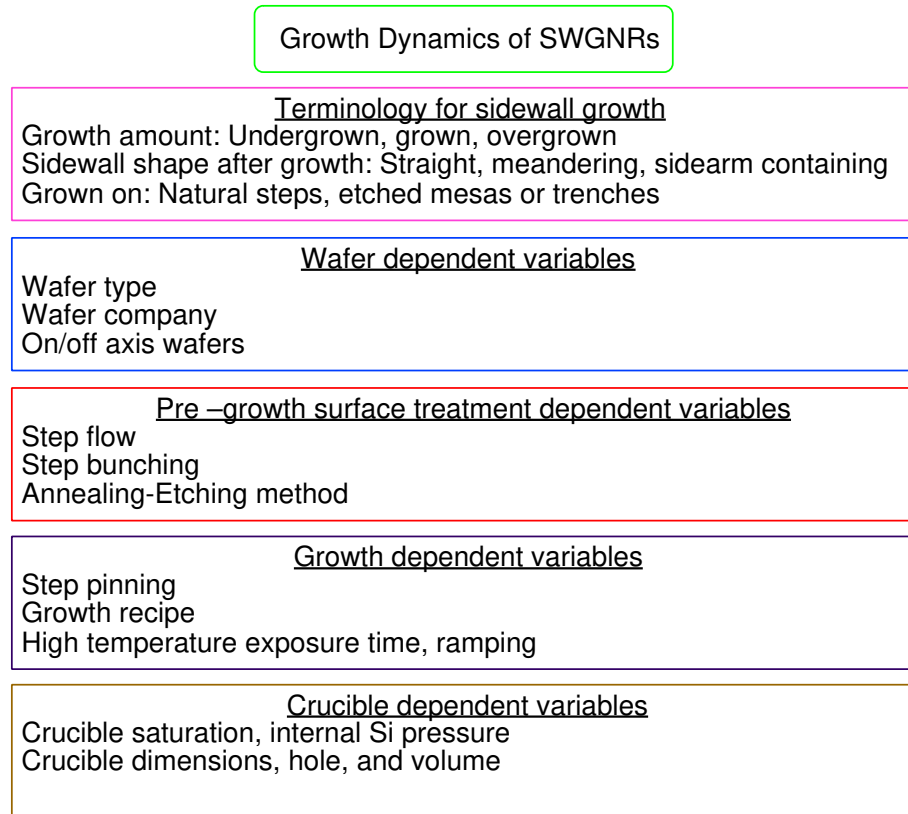 Growth Dynamics of SWGNRs
Terminology for sidewall growth
Growth amount: Undergrown, grown, overgrown
Sidewall shape after growth: Straight, meandering, sidearm containing
Grown on: Natural steps, etched mesas or trenches
Wafer dependent variables
Wafer type
Wafer company
On/off axis wafers
Pre –growth surface treatment dependent variables
Step flow
Step bunching
Annealing-Etching method
Growth dependent variables
Step pinning
Growth recipe
High temperature exposure time, ramping
Crucible dependent variables
Crucible saturation, internal Si pressure
Crucible dimensions, hole, and volume